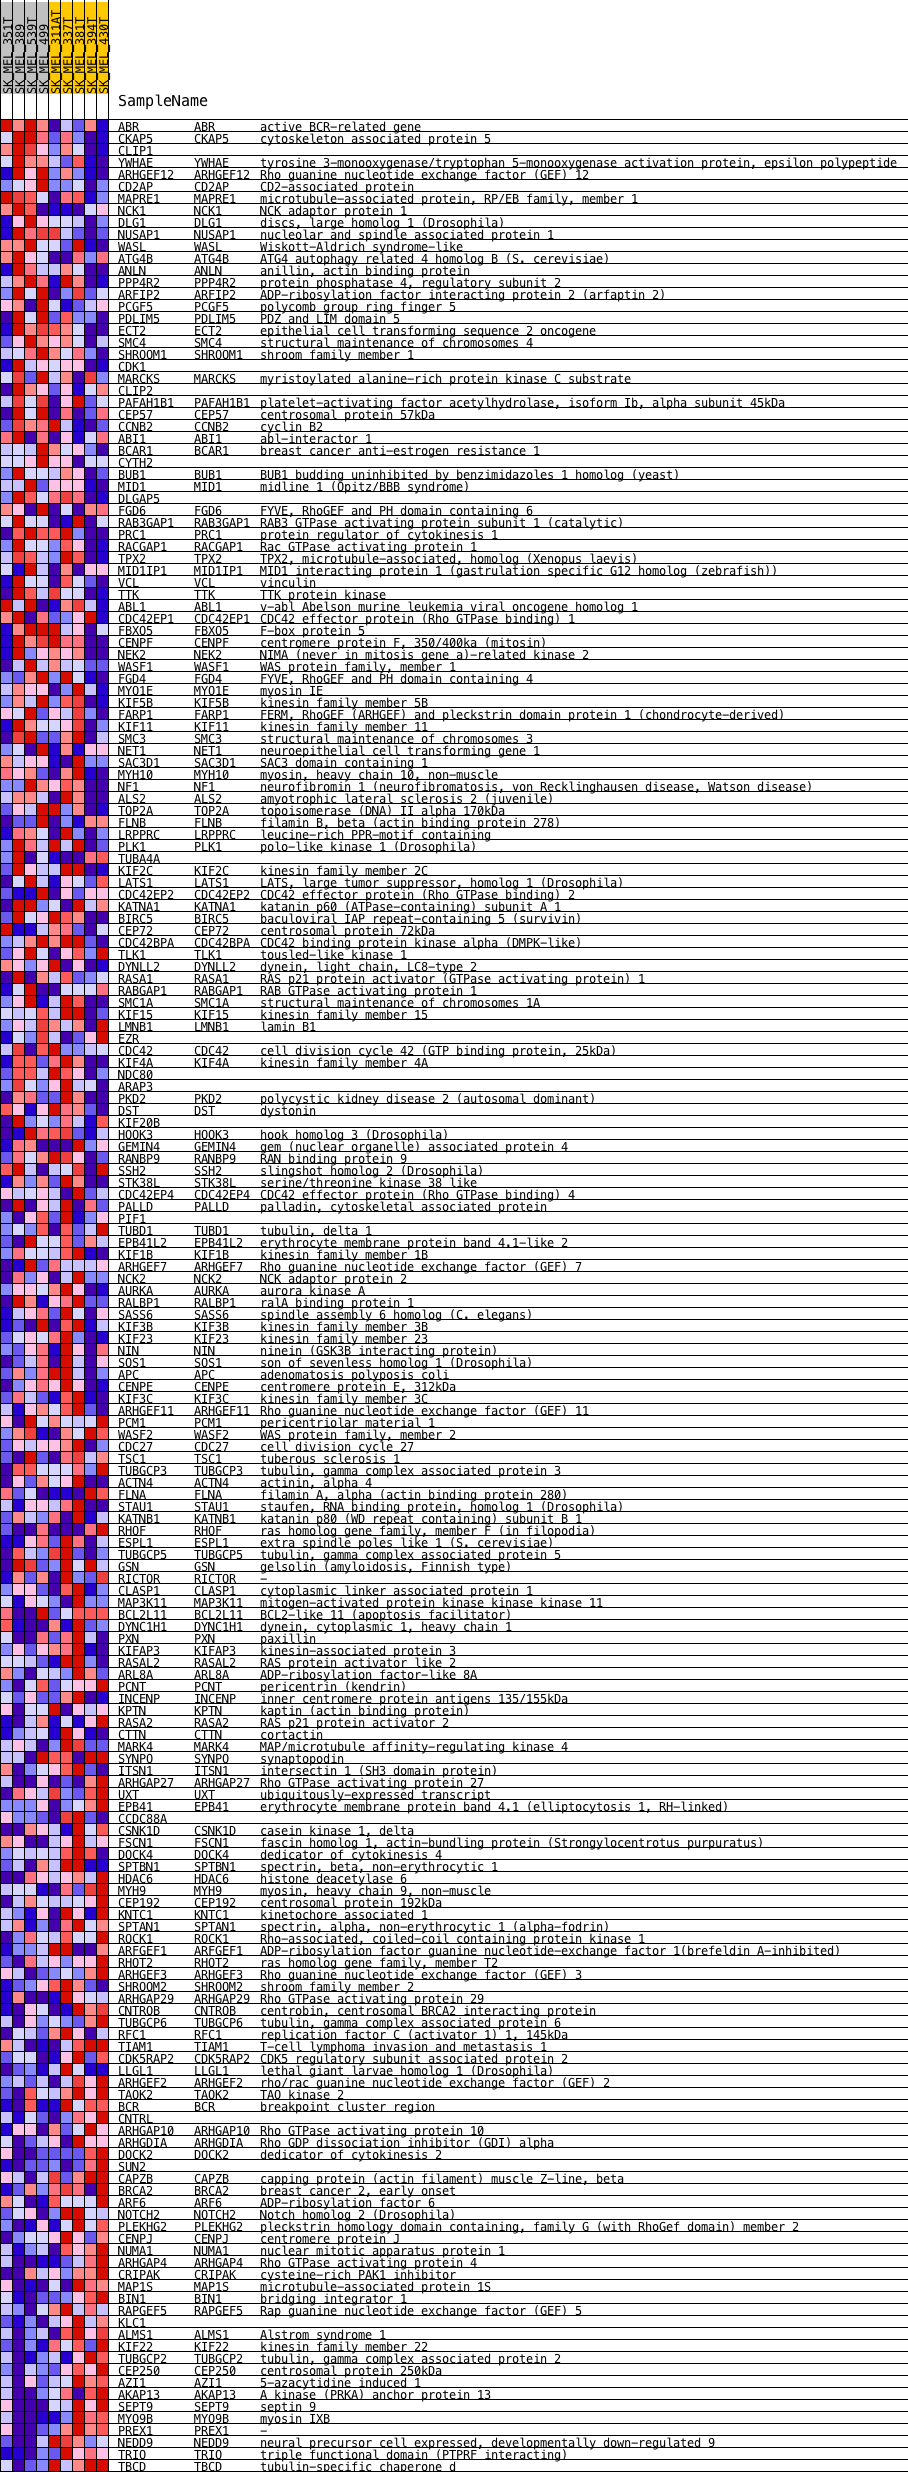 SK_MEL_351T
SK_MEL_389
SK_MEL_539T
SK_MEL_499
SK_MEL_311AT
SK_MEL_337T
SK_MEL_381T
SK_MEL_394T
SK_MEL_430T
SampleName
ABR ABR active BCR-related gene
CKAP5 CKAP5 cytoskeleton associated protein 5
CLIP1
YWHAE YWHAE tyrosine 3-monooxygenase/tryptophan 5-monooxygenase activation protein, epsilon polypeptide
ARHGEF12 ARHGEF12 Rho guanine nucleotide exchange factor (GEF) 12
CD2AP CD2AP CD2-associated protein
MAPRE1 MAPRE1 microtubule-associated protein, RP/EB family, member 1
NCK1 NCK1 NCK adaptor protein 1
DLG1 DLG1 discs, large homolog 1 (Drosophila)
NUSAP1 NUSAP1 nucleolar and spindle associated protein 1
WASL WASL Wiskott-Aldrich syndrome-like
ATG4B ATG4B ATG4 autophagy related 4 homolog B (S. cerevisiae)
ANLN ANLN anillin, actin binding protein
PPP4R2 PPP4R2 protein phosphatase 4, regulatory subunit 2
ARFIP2 ARFIP2 ADP-ribosylation factor interacting protein 2 (arfaptin 2)
PCGF5 PCGF5 polycomb group ring finger 5
PDLIM5 PDLIM5 PDZ and LIM domain 5
ECT2 ECT2 epithelial cell transforming sequence 2 oncogene
SMC4 SMC4 structural maintenance of chromosomes 4
SHROOM1 SHROOM1 shroom family member 1
CDK1
MARCKS MARCKS myristoylated alanine-rich protein kinase C substrate
CLIP2
PAFAH1B1 PAFAH1B1 platelet-activating factor acetylhydrolase, isoform Ib, alpha subunit 45kDa
CEP57 CEP57 centrosomal protein 57kDa
CCNB2 CCNB2 cyclin B2
ABI1 ABI1 abl-interactor 1
BCAR1 BCAR1 breast cancer anti-estrogen resistance 1
CYTH2
BUB1 BUB1 BUB1 budding uninhibited by benzimidazoles 1 homolog (yeast)
MID1 MID1 midline 1 (Opitz/BBB syndrome)
DLGAP5
FGD6 FGD6 FYVE, RhoGEF and PH domain containing 6
RAB3GAP1 RAB3GAP1 RAB3 GTPase activating protein subunit 1 (catalytic)
PRC1 PRC1 protein regulator of cytokinesis 1
RACGAP1 RACGAP1 Rac GTPase activating protein 1
TPX2 TPX2 TPX2, microtubule-associated, homolog (Xenopus laevis)
MID1IP1 MID1IP1 MID1 interacting protein 1 (gastrulation specific G12 homolog (zebrafish))
VCL VCL vinculin
TTK TTK TTK protein kinase
ABL1 ABL1 v-abl Abelson murine leukemia viral oncogene homolog 1
CDC42EP1 CDC42EP1 CDC42 effector protein (Rho GTPase binding) 1
FBXO5 FBXO5 F-box protein 5
CENPF CENPF centromere protein F, 350/400ka (mitosin)
NEK2 NEK2 NIMA (never in mitosis gene a)-related kinase 2
WASF1 WASF1 WAS protein family, member 1
FGD4 FGD4 FYVE, RhoGEF and PH domain containing 4
MYO1E MYO1E myosin IE
KIF5B KIF5B kinesin family member 5B
FARP1 FARP1 FERM, RhoGEF (ARHGEF) and pleckstrin domain protein 1 (chondrocyte-derived)
KIF11 KIF11 kinesin family member 11
SMC3 SMC3 structural maintenance of chromosomes 3
NET1 NET1 neuroepithelial cell transforming gene 1
SAC3D1 SAC3D1 SAC3 domain containing 1
MYH10 MYH10 myosin, heavy chain 10, non-muscle
NF1 NF1 neurofibromin 1 (neurofibromatosis, von Recklinghausen disease, Watson disease)
ALS2 ALS2 amyotrophic lateral sclerosis 2 (juvenile)
TOP2A TOP2A topoisomerase (DNA) II alpha 170kDa
FLNB FLNB filamin B, beta (actin binding protein 278)
LRPPRC LRPPRC leucine-rich PPR-motif containing
PLK1 PLK1 polo-like kinase 1 (Drosophila)
TUBA4A
KIF2C KIF2C kinesin family member 2C
LATS1 LATS1 LATS, large tumor suppressor, homolog 1 (Drosophila)
CDC42EP2 CDC42EP2 CDC42 effector protein (Rho GTPase binding) 2
KATNA1 KATNA1 katanin p60 (ATPase-containing) subunit A 1
BIRC5 BIRC5 baculoviral IAP repeat-containing 5 (survivin)
CEP72 CEP72 centrosomal protein 72kDa
CDC42BPA CDC42BPA CDC42 binding protein kinase alpha (DMPK-like)
TLK1 TLK1 tousled-like kinase 1
DYNLL2 DYNLL2 dynein, light chain, LC8-type 2
RASA1 RASA1 RAS p21 protein activator (GTPase activating protein) 1
RABGAP1 RABGAP1 RAB GTPase activating protein 1
SMC1A SMC1A structural maintenance of chromosomes 1A
KIF15 KIF15 kinesin family member 15
LMNB1 LMNB1 lamin B1
EZR
CDC42 CDC42 cell division cycle 42 (GTP binding protein, 25kDa)
KIF4A KIF4A kinesin family member 4A
NDC80
ARAP3
PKD2 PKD2 polycystic kidney disease 2 (autosomal dominant)
DST DST dystonin
KIF20B
HOOK3 HOOK3 hook homolog 3 (Drosophila)
GEMIN4 GEMIN4 gem (nuclear organelle) associated protein 4
RANBP9 RANBP9 RAN binding protein 9
SSH2 SSH2 slingshot homolog 2 (Drosophila)
STK38L STK38L serine/threonine kinase 38 like
CDC42EP4 CDC42EP4 CDC42 effector protein (Rho GTPase binding) 4
PALLD PALLD palladin, cytoskeletal associated protein
PIF1
TUBD1 TUBD1 tubulin, delta 1
EPB41L2 EPB41L2 erythrocyte membrane protein band 4.1-like 2
KIF1B KIF1B kinesin family member 1B
ARHGEF7 ARHGEF7 Rho guanine nucleotide exchange factor (GEF) 7
NCK2 NCK2 NCK adaptor protein 2
AURKA AURKA aurora kinase A
RALBP1 RALBP1 ralA binding protein 1
SASS6 SASS6 spindle assembly 6 homolog (C. elegans)
KIF3B KIF3B kinesin family member 3B
KIF23 KIF23 kinesin family member 23
NIN NIN ninein (GSK3B interacting protein)
SOS1 SOS1 son of sevenless homolog 1 (Drosophila)
APC APC adenomatosis polyposis coli
CENPE CENPE centromere protein E, 312kDa
KIF3C KIF3C kinesin family member 3C
ARHGEF11 ARHGEF11 Rho guanine nucleotide exchange factor (GEF) 11
PCM1 PCM1 pericentriolar material 1
WASF2 WASF2 WAS protein family, member 2
CDC27 CDC27 cell division cycle 27
TSC1 TSC1 tuberous sclerosis 1
TUBGCP3 TUBGCP3 tubulin, gamma complex associated protein 3
ACTN4 ACTN4 actinin, alpha 4
FLNA FLNA filamin A, alpha (actin binding protein 280)
STAU1 STAU1 staufen, RNA binding protein, homolog 1 (Drosophila)
KATNB1 KATNB1 katanin p80 (WD repeat containing) subunit B 1
RHOF RHOF ras homolog gene family, member F (in filopodia)
ESPL1 ESPL1 extra spindle poles like 1 (S. cerevisiae)
TUBGCP5 TUBGCP5 tubulin, gamma complex associated protein 5
GSN GSN gelsolin (amyloidosis, Finnish type)
RICTOR RICTOR -
CLASP1 CLASP1 cytoplasmic linker associated protein 1
MAP3K11 MAP3K11 mitogen-activated protein kinase kinase kinase 11
BCL2L11 BCL2L11 BCL2-like 11 (apoptosis facilitator)
DYNC1H1 DYNC1H1 dynein, cytoplasmic 1, heavy chain 1
PXN PXN paxillin
KIFAP3 KIFAP3 kinesin-associated protein 3
RASAL2 RASAL2 RAS protein activator like 2
ARL8A ARL8A ADP-ribosylation factor-like 8A
PCNT PCNT pericentrin (kendrin)
INCENP INCENP inner centromere protein antigens 135/155kDa
KPTN KPTN kaptin (actin binding protein)
RASA2 RASA2 RAS p21 protein activator 2
CTTN CTTN cortactin
MARK4 MARK4 MAP/microtubule affinity-regulating kinase 4
SYNPO SYNPO synaptopodin
ITSN1 ITSN1 intersectin 1 (SH3 domain protein)
ARHGAP27 ARHGAP27 Rho GTPase activating protein 27
UXT UXT ubiquitously-expressed transcript
EPB41 EPB41 erythrocyte membrane protein band 4.1 (elliptocytosis 1, RH-linked)
CCDC88A
CSNK1D CSNK1D casein kinase 1, delta
FSCN1 FSCN1 fascin homolog 1, actin-bundling protein (Strongylocentrotus purpuratus)
DOCK4 DOCK4 dedicator of cytokinesis 4
SPTBN1 SPTBN1 spectrin, beta, non-erythrocytic 1
HDAC6 HDAC6 histone deacetylase 6
MYH9 MYH9 myosin, heavy chain 9, non-muscle
CEP192 CEP192 centrosomal protein 192kDa
KNTC1 KNTC1 kinetochore associated 1
SPTAN1 SPTAN1 spectrin, alpha, non-erythrocytic 1 (alpha-fodrin)
ROCK1 ROCK1 Rho-associated, coiled-coil containing protein kinase 1
ARFGEF1 ARFGEF1 ADP-ribosylation factor guanine nucleotide-exchange factor 1(brefeldin A-inhibited)
RHOT2 RHOT2 ras homolog gene family, member T2
ARHGEF3 ARHGEF3 Rho guanine nucleotide exchange factor (GEF) 3
SHROOM2 SHROOM2 shroom family member 2
ARHGAP29 ARHGAP29 Rho GTPase activating protein 29
CNTROB CNTROB centrobin, centrosomal BRCA2 interacting protein
TUBGCP6 TUBGCP6 tubulin, gamma complex associated protein 6
RFC1 RFC1 replication factor C (activator 1) 1, 145kDa
TIAM1 TIAM1 T-cell lymphoma invasion and metastasis 1
CDK5RAP2 CDK5RAP2 CDK5 regulatory subunit associated protein 2
LLGL1 LLGL1 lethal giant larvae homolog 1 (Drosophila)
ARHGEF2 ARHGEF2 rho/rac guanine nucleotide exchange factor (GEF) 2
TAOK2 TAOK2 TAO kinase 2
BCR BCR breakpoint cluster region
CNTRL
ARHGAP10 ARHGAP10 Rho GTPase activating protein 10
ARHGDIA ARHGDIA Rho GDP dissociation inhibitor (GDI) alpha
DOCK2 DOCK2 dedicator of cytokinesis 2
SUN2
CAPZB CAPZB capping protein (actin filament) muscle Z-line, beta
BRCA2 BRCA2 breast cancer 2, early onset
ARF6 ARF6 ADP-ribosylation factor 6
NOTCH2 NOTCH2 Notch homolog 2 (Drosophila)
PLEKHG2 PLEKHG2 pleckstrin homology domain containing, family G (with RhoGef domain) member 2
CENPJ CENPJ centromere protein J
NUMA1 NUMA1 nuclear mitotic apparatus protein 1
ARHGAP4 ARHGAP4 Rho GTPase activating protein 4
CRIPAK CRIPAK cysteine-rich PAK1 inhibitor
MAP1S MAP1S microtubule-associated protein 1S
BIN1 BIN1 bridging integrator 1
RAPGEF5 RAPGEF5 Rap guanine nucleotide exchange factor (GEF) 5
KLC1
ALMS1 ALMS1 Alstrom syndrome 1
KIF22 KIF22 kinesin family member 22
TUBGCP2 TUBGCP2 tubulin, gamma complex associated protein 2
CEP250 CEP250 centrosomal protein 250kDa
AZI1 AZI1 5-azacytidine induced 1
AKAP13 AKAP13 A kinase (PRKA) anchor protein 13
SEPT9 SEPT9 septin 9
MYO9B MYO9B myosin IXB
PREX1 PREX1 -
NEDD9 NEDD9 neural precursor cell expressed, developmentally down-regulated 9
TRIO TRIO triple functional domain (PTPRF interacting)
TBCD TBCD tubulin-specific chaperone d